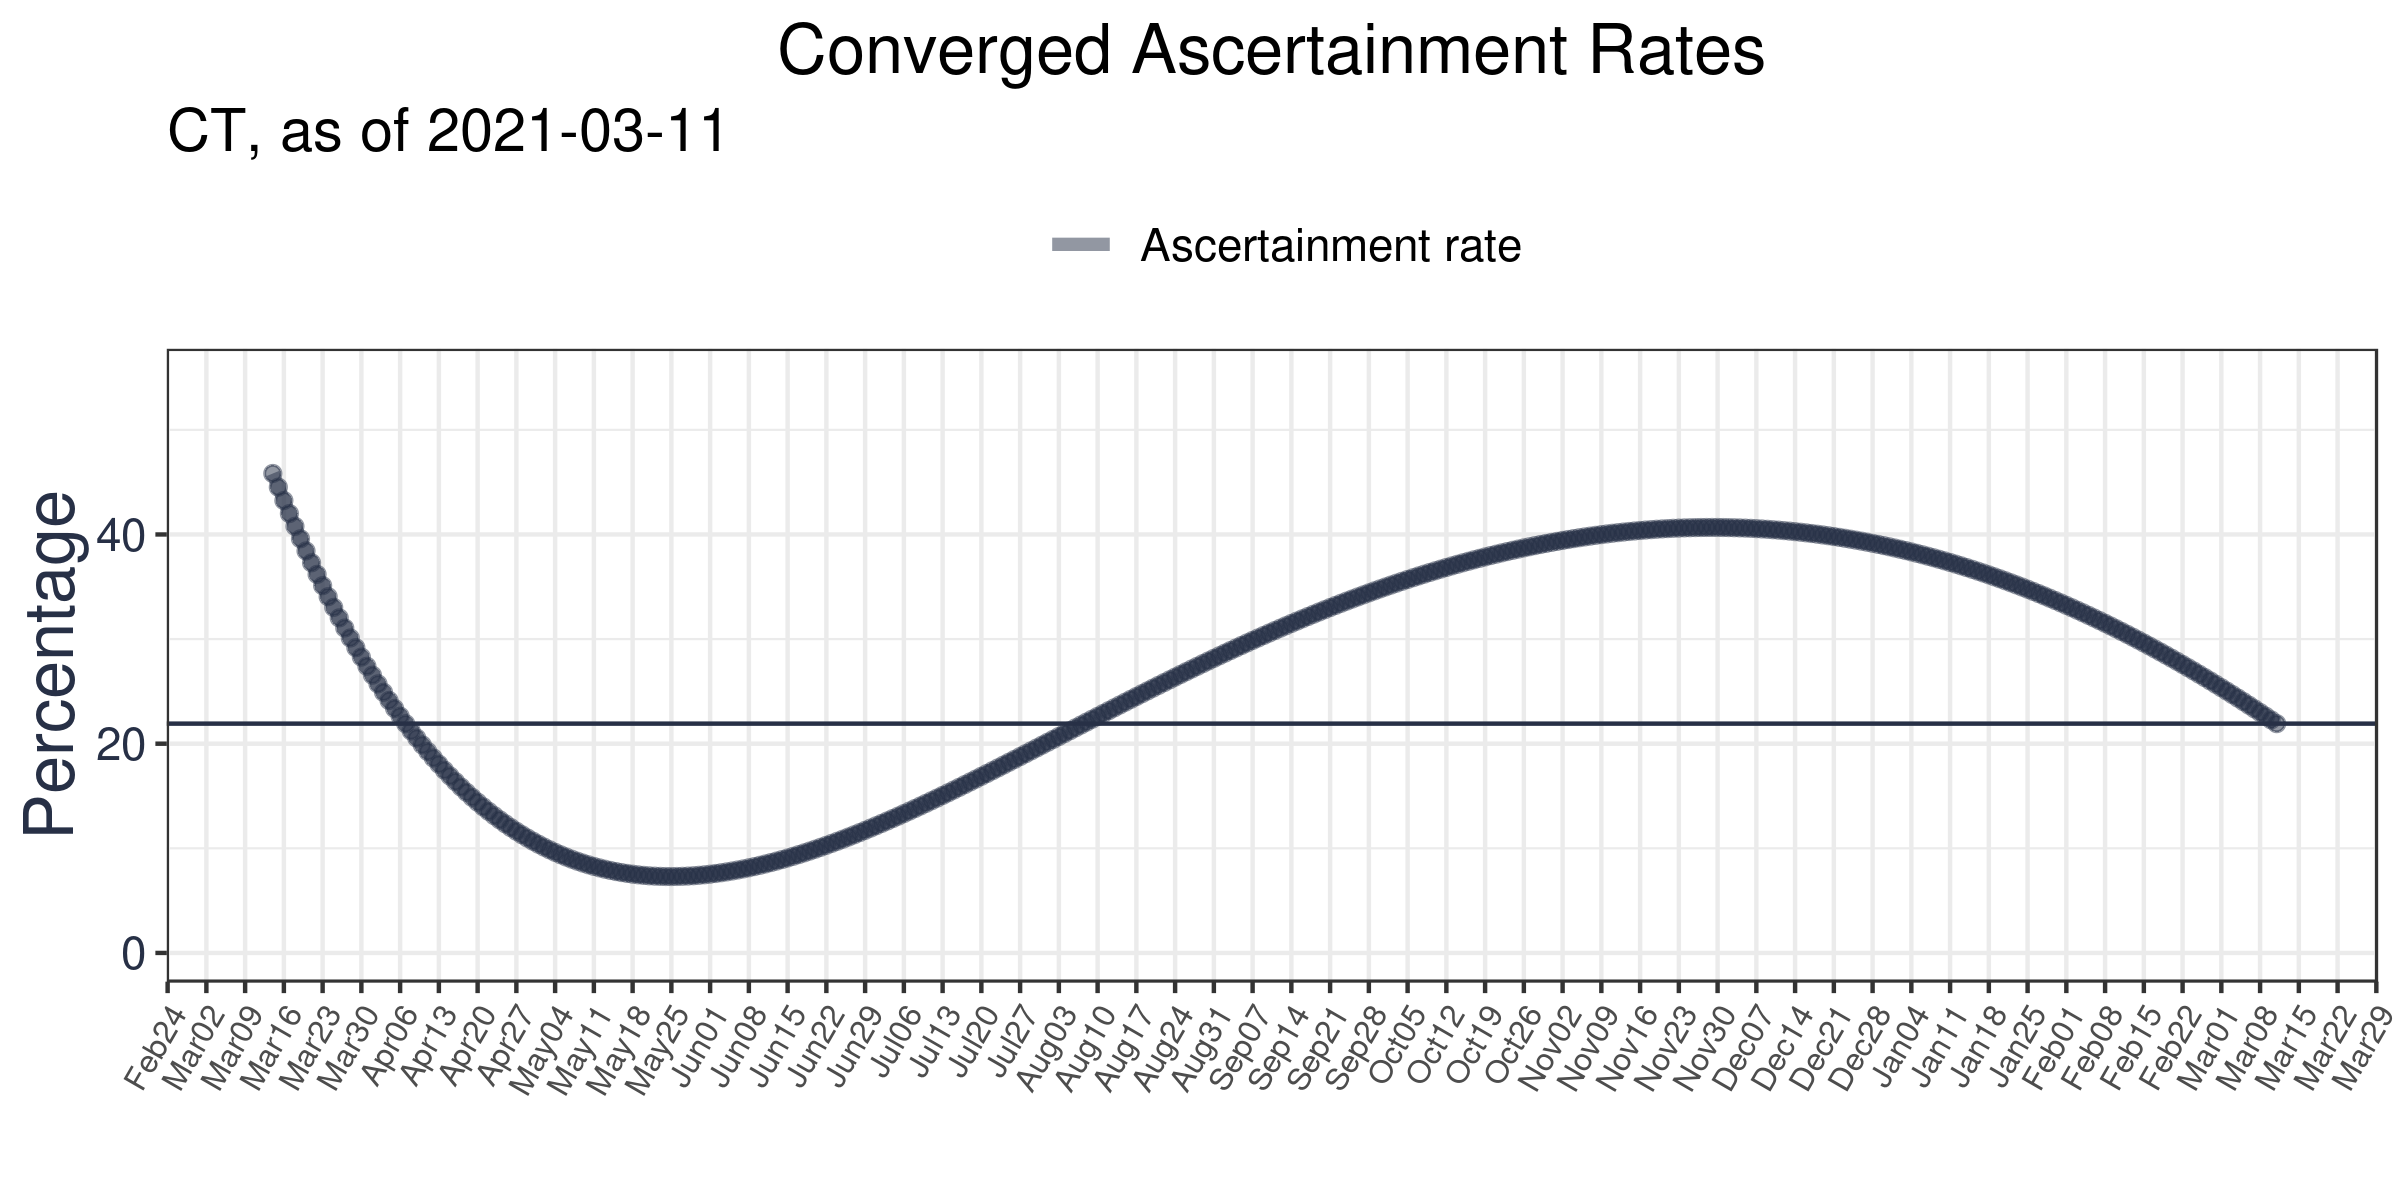 Converged Ascertainment Rates
CT, as of 2021-03-11
Ascertainment rate
Percentage
40
20
0
Feb24
Mar02
Mar09
Mar16
Mar23
Mar30
Apr06
Apr13
Apr20
Apr27
May04
May11
May18
May25
Jun01
Jun08
Jun15
Jun22
Jun29
Jul06
Jul13
Jul20
Jul27
Aug03
Aug10
Aug17
Aug24
Aug31
Sep07
Sep14
Sep21
Sep28
Oct05
Oct12
Oct19
Oct26
Nov02
Nov09
Nov16
Nov23
Nov30
Dec07
Dec14
Dec21
Dec28
Jan04
Jan11
Jan18
Jan25
Feb01
Feb08
Feb15
Feb22
Mar01
Mar08
Mar15
Mar22
Mar29